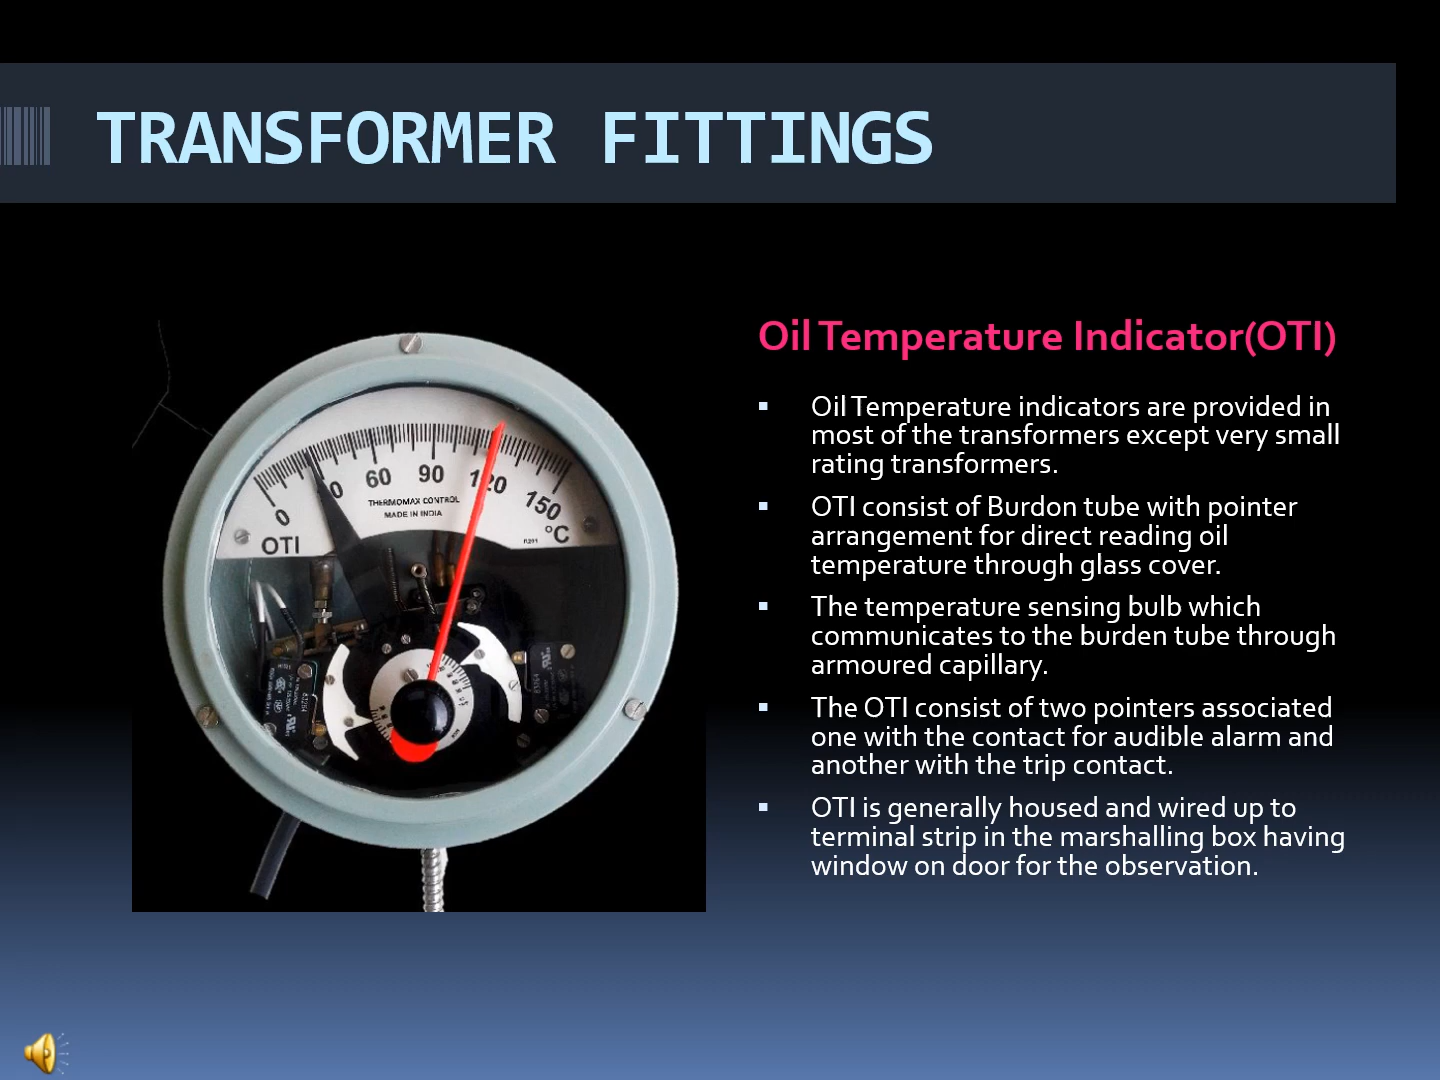 TRANSFORMER FITTINGS
Oil Temperature Indicator(OTI)
Oil Temperature indicators are provided in
most of the transformers except very small
rating transformers.
OTI consist of Burdon tube with pointer
arrangement for direct reading oil
temperature through glass cover.
The temperature sensing bulb which
communicates to the burden tube through
armoured capillary.
The OTI consist of two pointers associated
one with the contact for audible alarm and
another with the trip contact.
OTI is generally housed and wired up to
terminal strip in the marshalling box having
window on door for the observation.
0 0 60 90 120 150
°C
THERMOMAX CONTROL
MADE IN INDIA
OTI